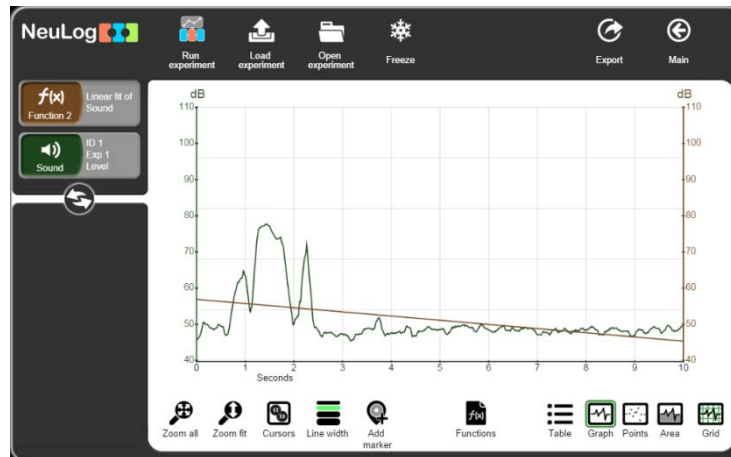 NeuLog
Run
experiment
Load
experiment
Open
experiment
Freeze
Export
Main
f(x)
Function 2
Linear fit of
Sound
Sound
ID 1
Exp 1
Level
dB
dB
110
110
100
100
90
90
80
80
70
70
60
60
50
50
40
40
0 1 2 3 4 5 6 7 8 9 10
Seconds
Zoom all
Zoom fit
Cursors
Line width
Add
marker
f(x)
Functions
Table
Graph
Points
Area
Grid